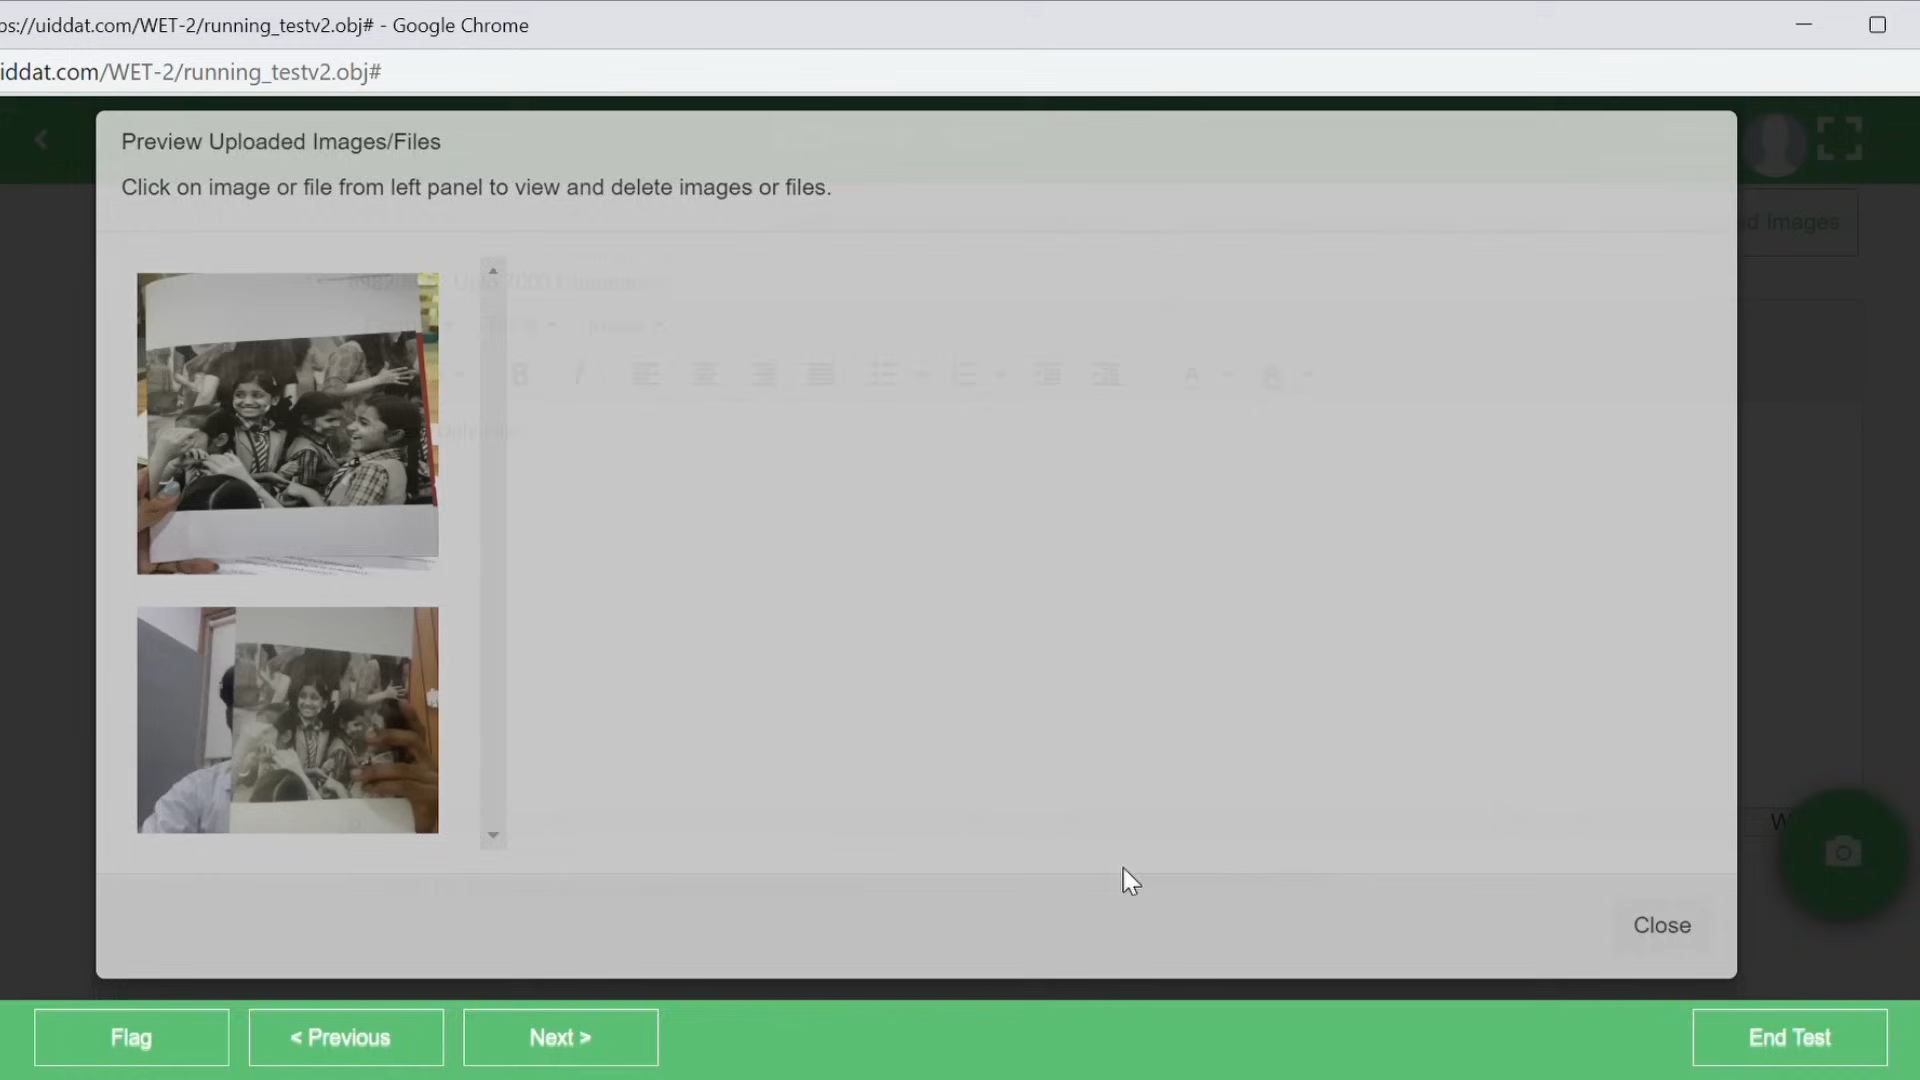 ps://uiddat.com/WET-2/running_testv2.obj# - Google Chrome
iddat.com/WET-2/running_testv2.obj#
Preview Uploaded Images/Files
Click on image or file from left panel to view and delete images or files.
d Images
Close
Flag
< Previous
Next >
End Test